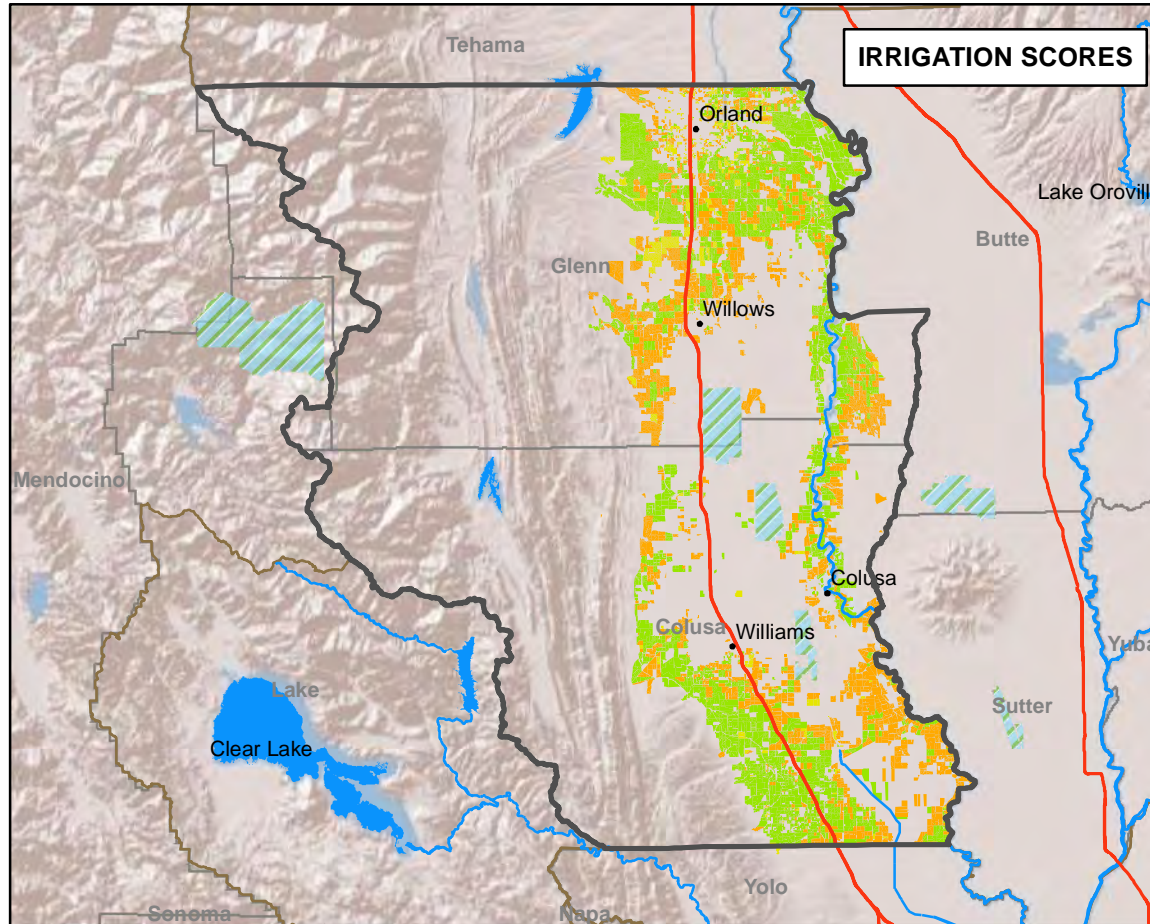 Tehama
IRRIGATION SCORES
Orland
Lake Orovill
Butte
Glenn
Willows
Mendocino
Colusa
Colusa
Williams
Yuba
Lake
Sutter
Clear Lake
Yolo
Sonoma
Napa